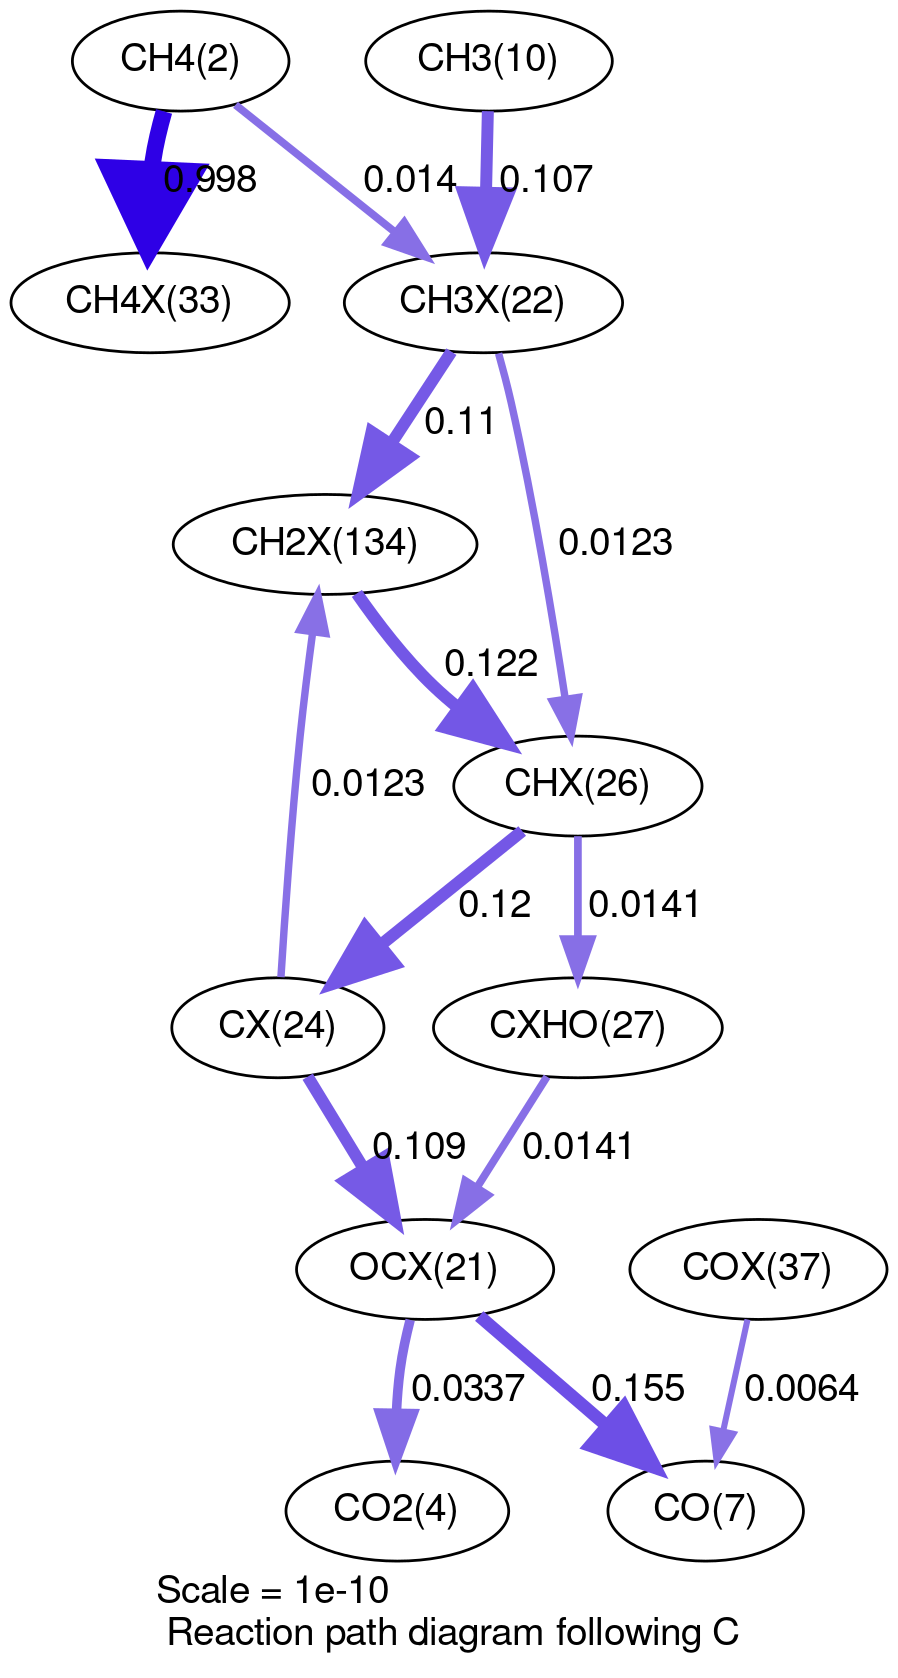 CH4(2)
CH3(10)
0.998
0.014
0.107
CH4X(33)
CH3X(22)
0.11
CH2X(134)
0.0123
0.122
0.0123
CHX(26)
0.12
0.0141
CX(24)
CXHO(27)
0.109
0.0141
OCX(21)
COX(37)
0.0337
0.155
0.0064
CO2(4)
CO(7)
Scale = 1e-10
Reaction path diagram following C